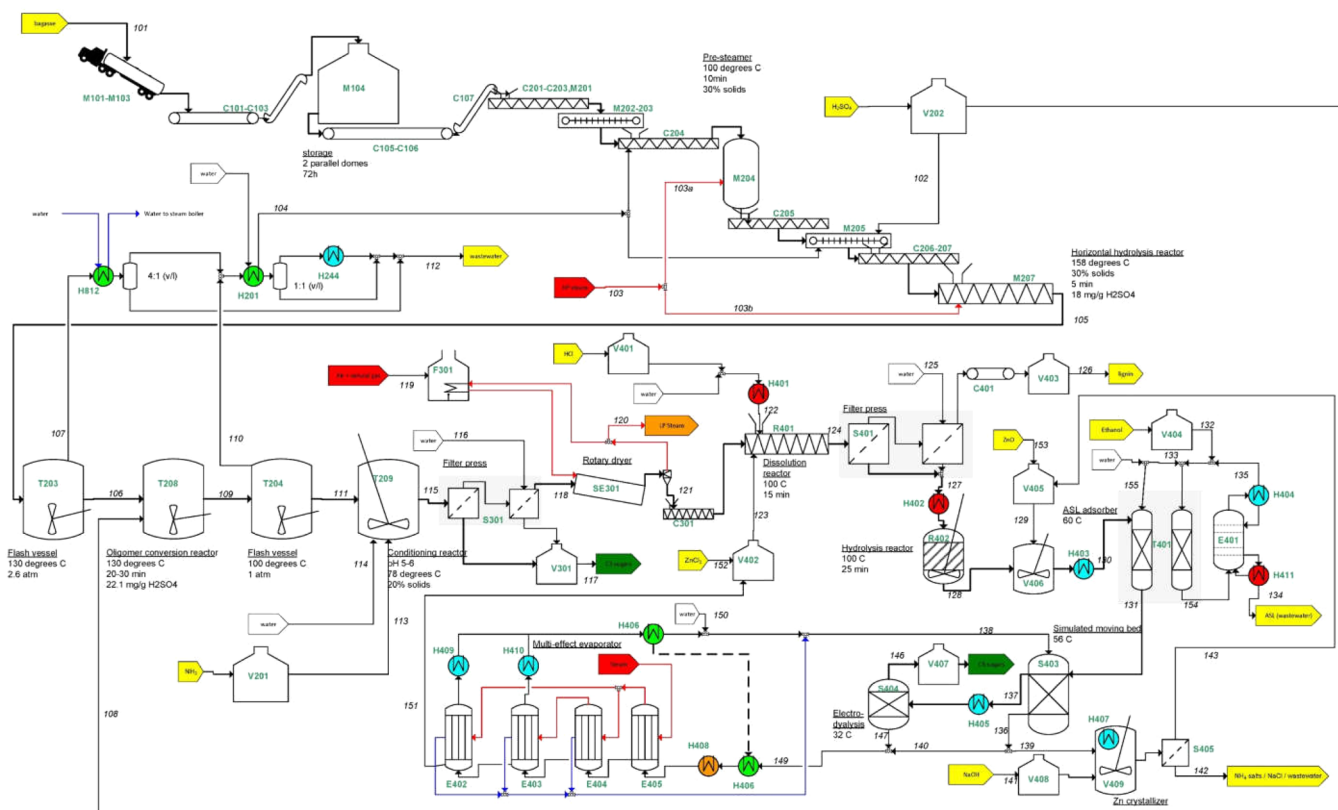 bagasse
101
M101-M103
C101-C103
M104
C105-C106
storage
2 parallel domes
72h
C107
C201-C203,M201
M202-203
C204
Pre-steamer
100 degrees C
10min
30% solids
M204
103a
C205
M205
C206-207
M207
H₂SO₄
V202
102
Horizontal hydrolysis reactor
158 degrees C
30% solids
5 min
18 mg/g H2SO4
105
103
103b
water
Water to steam boiler
water
104
H812
4:1 (v/l)
H201
1:1 (v/l)
H244
112
wastewater
107
110
T203
Flash vessel
130 degrees C
2.6 atm
106
T208
Oligomer conversion reactor
130 degrees C
20-30 min
22.1 mg/g H2SO4
109
T204
Flash vessel
100 degrees C
1 atm
111
T209
Conditioning reactor
pH 5-6
78 degrees C
20% solids
114
113
water
NH₃
V201
108
119
F301
water
116
115
Filter press
S301
118
Rotary dryer
SE301
120
LP Steam
121
C301
V301
117
C5 sugars
HCl
V401
water
H401
122
R401
Dissolution
reactor
100 C
15 min
123
ZnCl₂
152
V402
124
Filter press
S401
water
125
C401
V403
126
lignin
127
H402
R402
Hydrolysis reactor
100 C
25 min
128
ZnO
153
V405
129
V406
H403
130
ASL adsorber
60 C
T401
Ethanol
V404
132
water
133
155
135
H404
E401
H411
134
ASL (wastewater)
154
131
Simulated moving bed
56 C
S403
138
137
H405
136
146
V407
C6 sugars
S404
Electro-
dyalysis
32 C
147
140
139
water
150
H406
Multi-effect evaporator
H409
H410
Steam
151
E402
E403
E404
E405
H408
H406
149
NaOH
141
V408
H407
V409
Zn crystallizer
S405
143
142
NH₄ salts / NaCl / wastewater